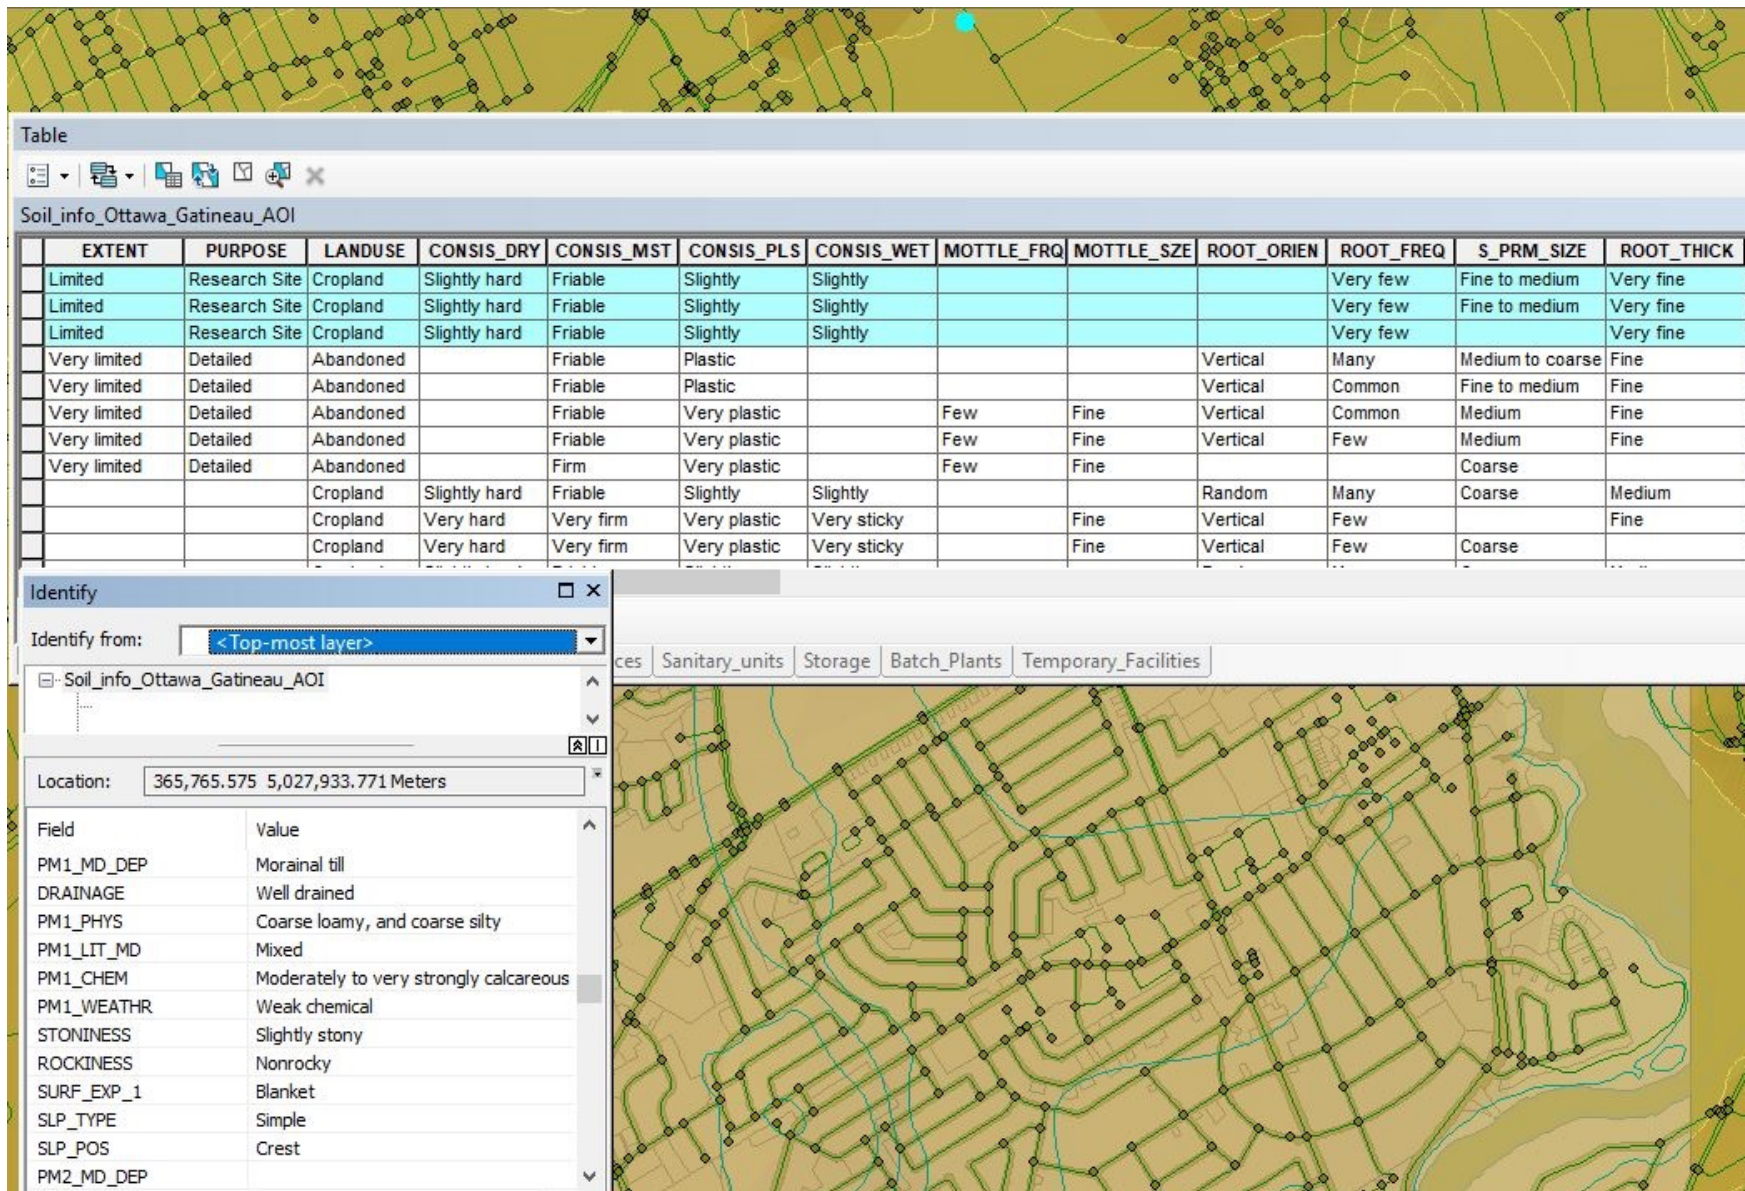 Table
Soil_info_Ottawa_Gatineau_AOI
EXTENT PURPOSE LANDUSE CONSIS_DRY CONSIS_MST CONSIS_PLS CONSIS_WET MOTTLE_FRQ MOTTLE_SZE ROOT_ORIEN ROOT_FREQ S_PRM_SIZE ROOT_THICK
Limited Research Site Cropland Slightly hard Friable Slightly Slightly Very few Fine to medium Very fine
Limited Research Site Cropland Slightly hard Friable Slightly Slightly Very few Fine to medium Very fine
Limited Research Site Cropland Slightly hard Friable Slightly Slightly Very few Very fine
Very limited Detailed Abandoned Friable Plastic Vertical Many Medium to coarse Fine
Very limited Detailed Abandoned Friable Plastic Vertical Common Fine to medium Fine
Very limited Detailed Abandoned Friable Very plastic Few Fine Vertical Common Medium Fine
Very limited Detailed Abandoned Friable Very plastic Few Fine Vertical Few Medium Fine
Very limited Detailed Abandoned Firm Very plastic Few Fine Coarse
Cropland Slightly hard Friable Slightly Slightly Random Many Coarse Medium
Cropland Very hard Very firm Very plastic Very sticky Fine Vertical Few Fine
Cropland Very hard Very firm Very plastic Very sticky Fine Vertical Few Coarse
Identify
Identify from: <Top-most layer>
ces Sanitary_units Storage Batch_Plants Temporary_Facilities
Soil_info_Ottawa_Gatineau_AOI
Location: 365,765.575 5,027,933.771 Meters
Field Value
PM1_MD_DEP Morainal till
DRAINAGE Well drained
PM1_PHYS Coarse loamy, and coarse silty
PM1_LIT_MD Mixed
PM1_CHEM Moderately to very strongly calcareous
PM1_WEATHR Weak chemical
STONINESS Slightly stony
ROCKINESS Nonrocky
SURF_EXP_1 Blanket
SLP_TYPE Simple
SLP_POS Crest
PM2_MD_DEP